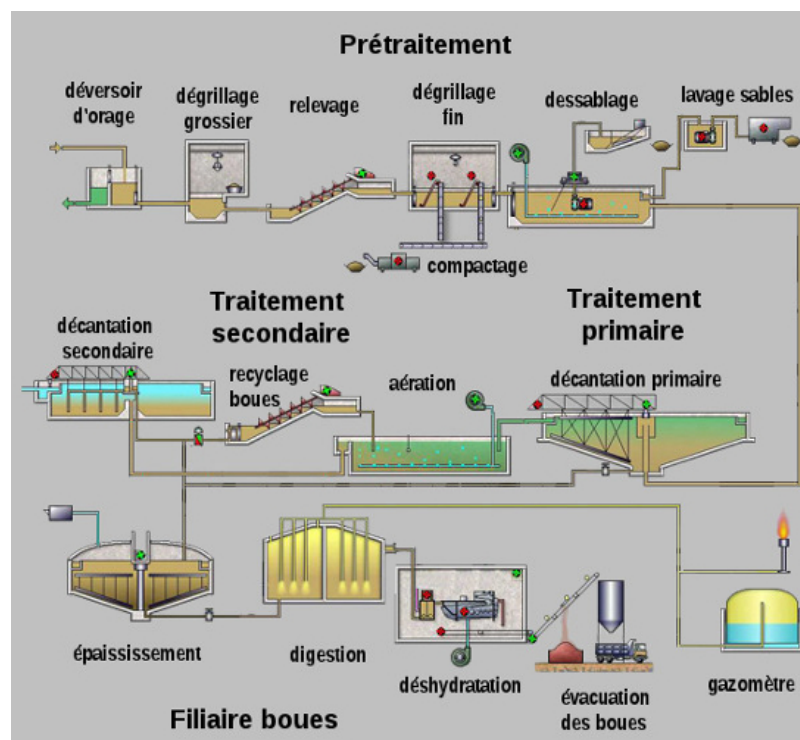 Prétraitement
déversoir
d'orage
dégrillage
grossier
relevage
dégrillage
fin
dessablage
lavage sables
compactage
Traitement
secondaire
Traitement
primaire
décantation
secondaire
recyclage
boues
aération
décantation primaire
épaississement
digestion
déshydratation
évacuation
des boues
gazomètre
Filiaire boues